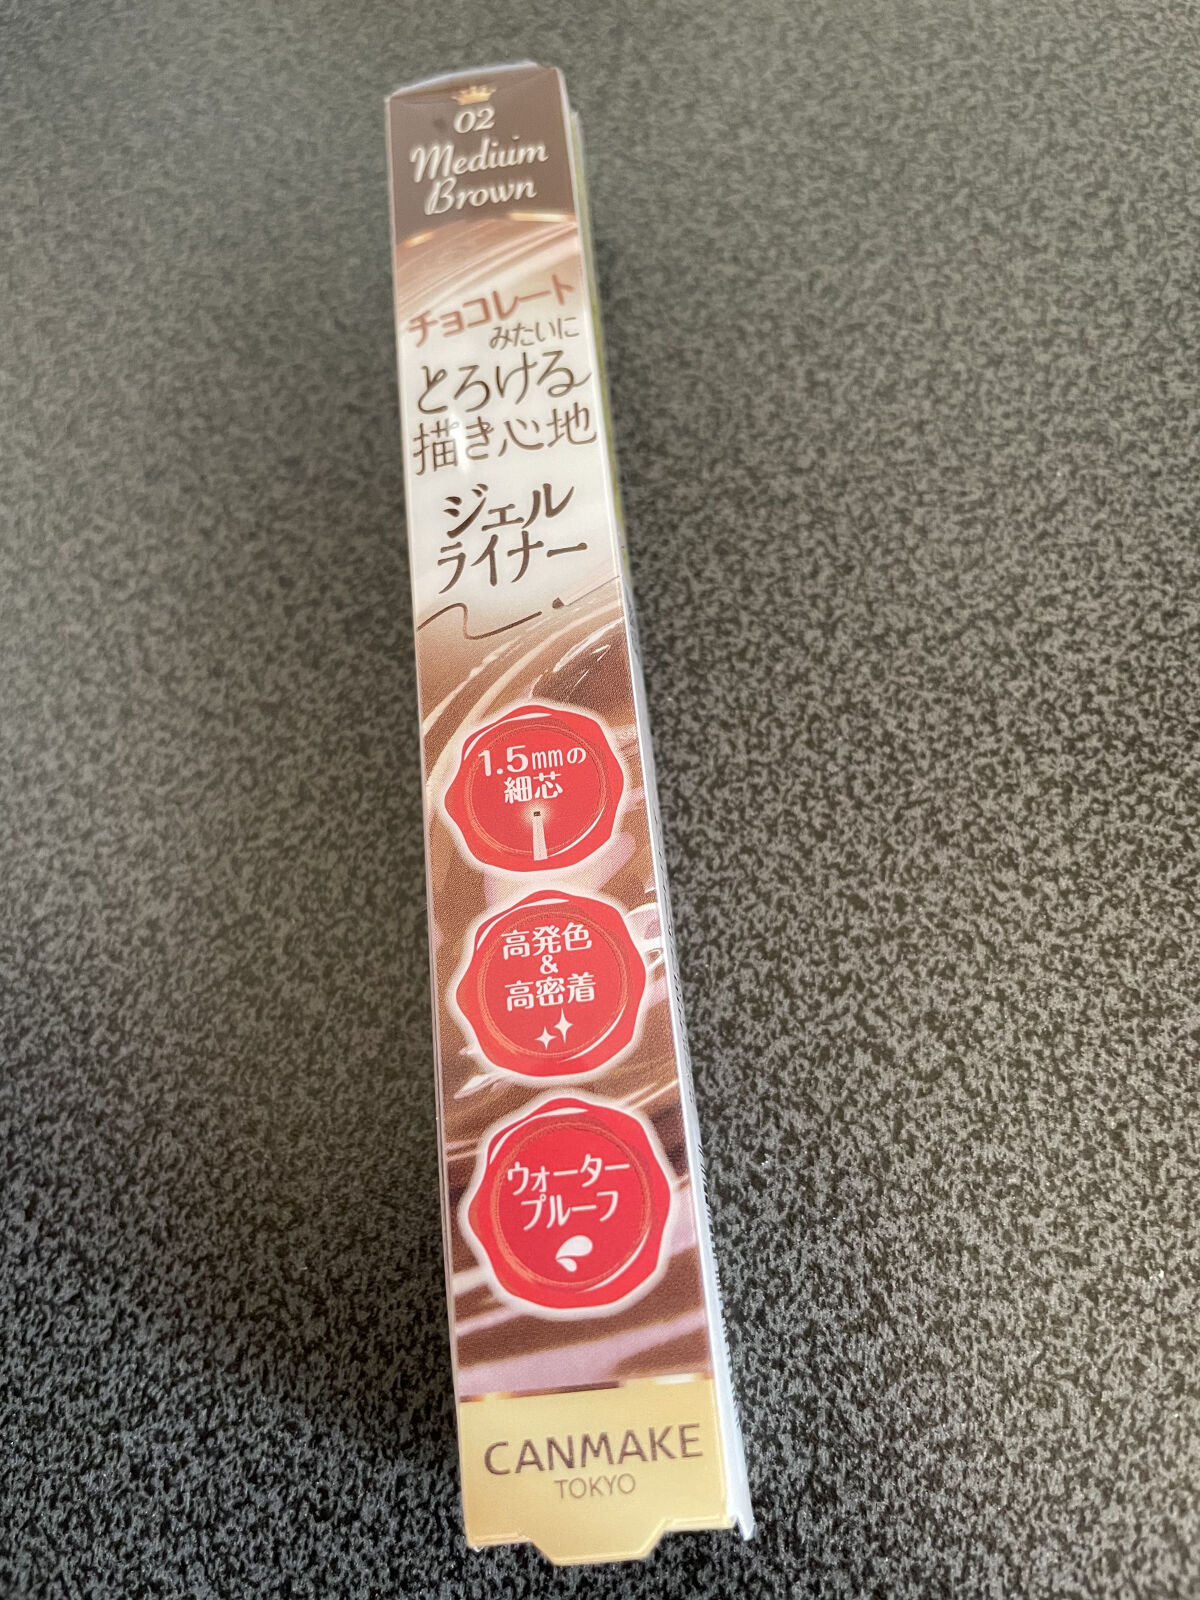 02
Medium
Brown
チョコレート
みたいに
とろける
描き心地
ジェル
ライナー
1.5mmの
細芯
高発色
&
高密着
ウォーター
プルーフ
CANMAKE
TOKYO